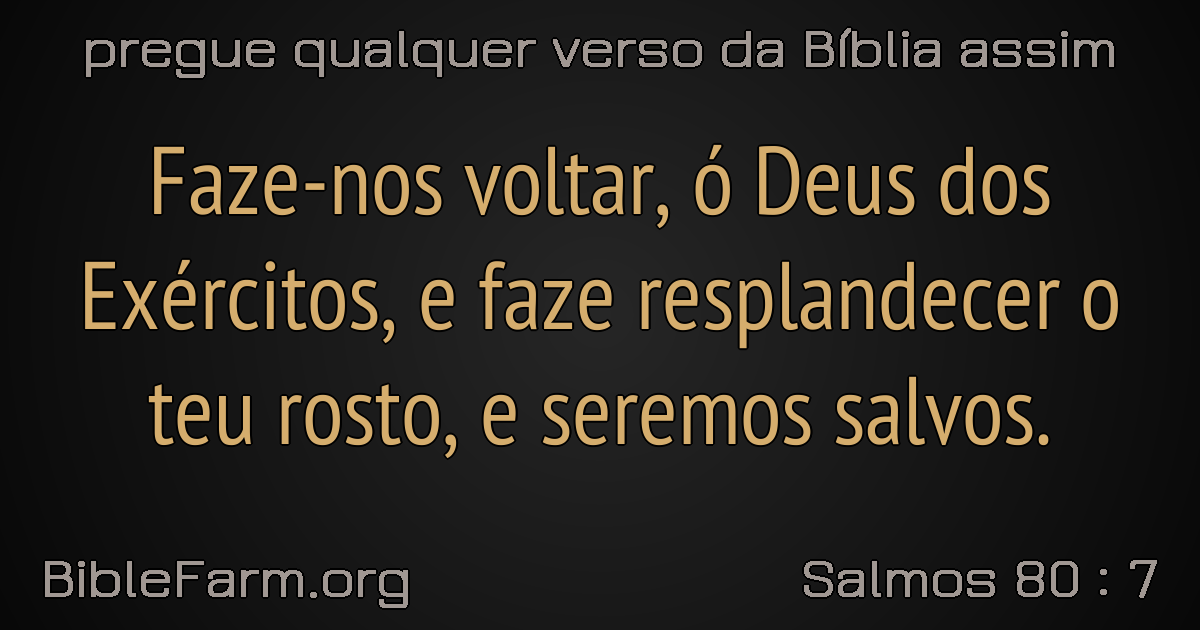 pregue qualquer verso da Bíblia assim
Faze-nos voltar, ó Deus dos
Exércitos, e faze resplandecer o
teu rosto, e seremos salvos.
BibleFarm.org
Salmos 80 : 7